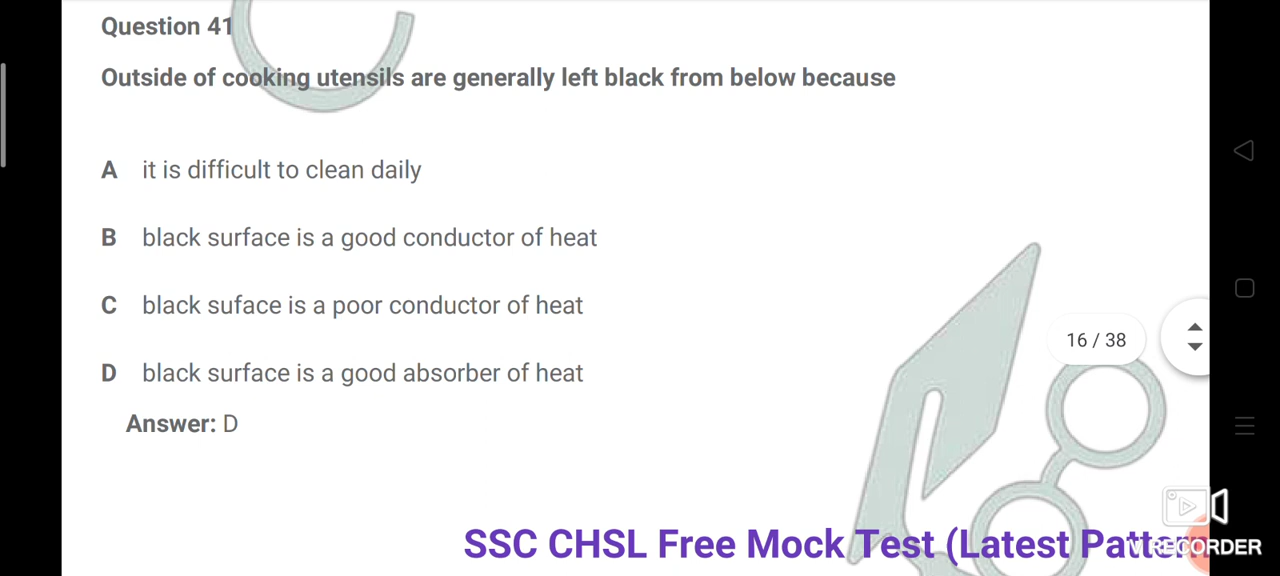 Question 41
Outside of cooking utensils are generally left black from below because
A it is difficult to clean daily
B black surface is a good conductor of heat
C black suface is a poor conductor of heat
16 / 38
D black surface is a good absorber of heat
Answer: D
SSC CHSL Free Mock Test (Latest Pattern
RECORDER